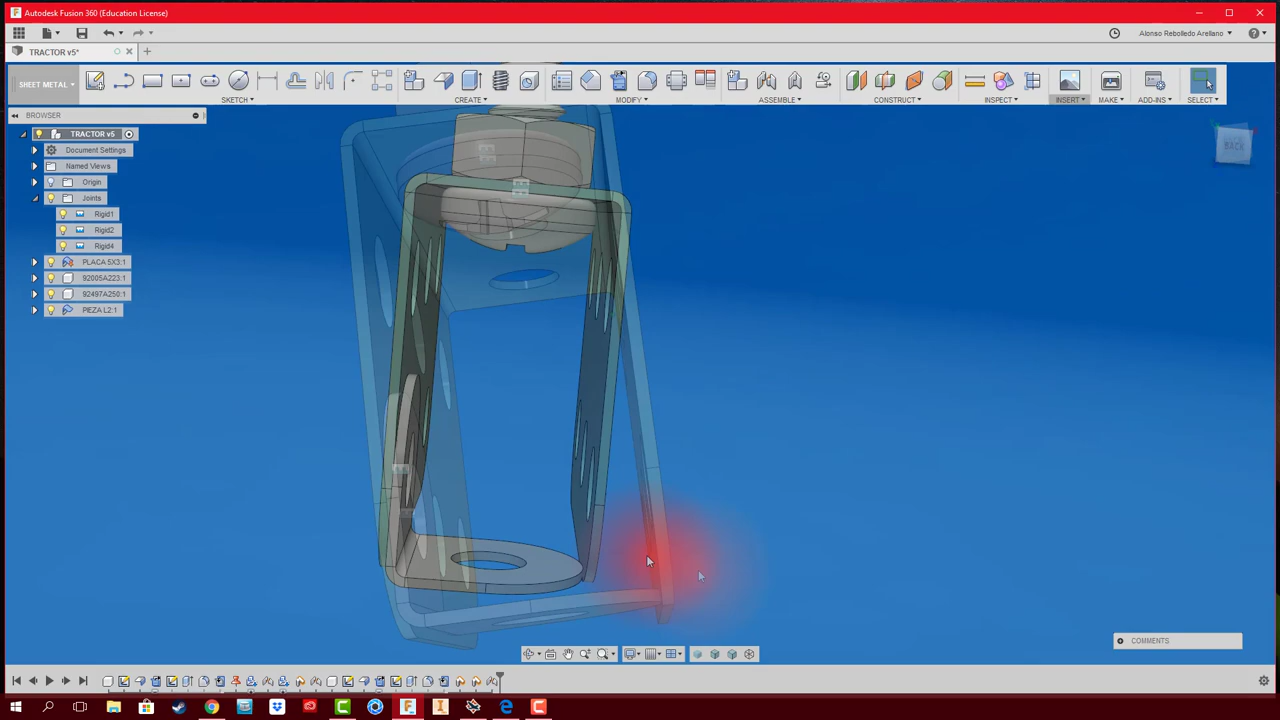 Autodesk Fusion 360 (Education License)
Alonso Rebolledo Arellano
TRACTOR v5*
SHEET METAL
SKETCH
CREATE
MODIFY
ASSEMBLE
CONSTRUCT
INSPECT
INSERT
MAKE
ADD-INS
SELECT
BROWSER
TRACTOR v5
Document Settings
Named Views
Origin
Joints
Rigid1
Rigid2
Rigid4
PLACA 5X3:1
92005A223:1
92497A250:1
PIEZA L2:1
BACK
COMMENTS